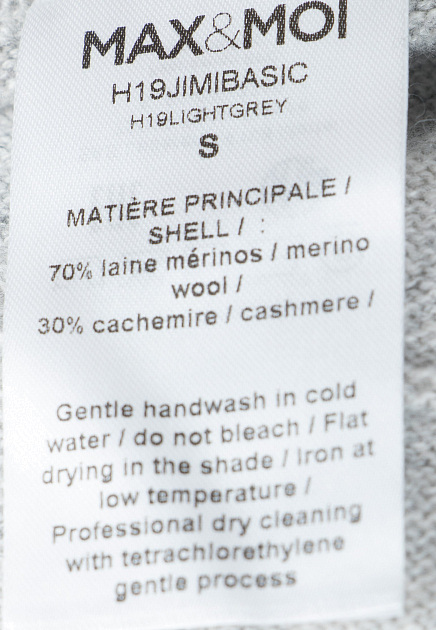 MAX&MOI
H19JIMIBASIC
H19LIGHTGREY
S
MATIÈRE PRINCIPALE /
SHELL / :
70% laine mérinos / merino
wool /
30% cachemire / cashmere /
Gentle handwash in cold
water / do not bleach / Flat
drying in the shade / Iron at
low temperature /
Professional dry cleaning
with tetrachlorethylene
gentle process